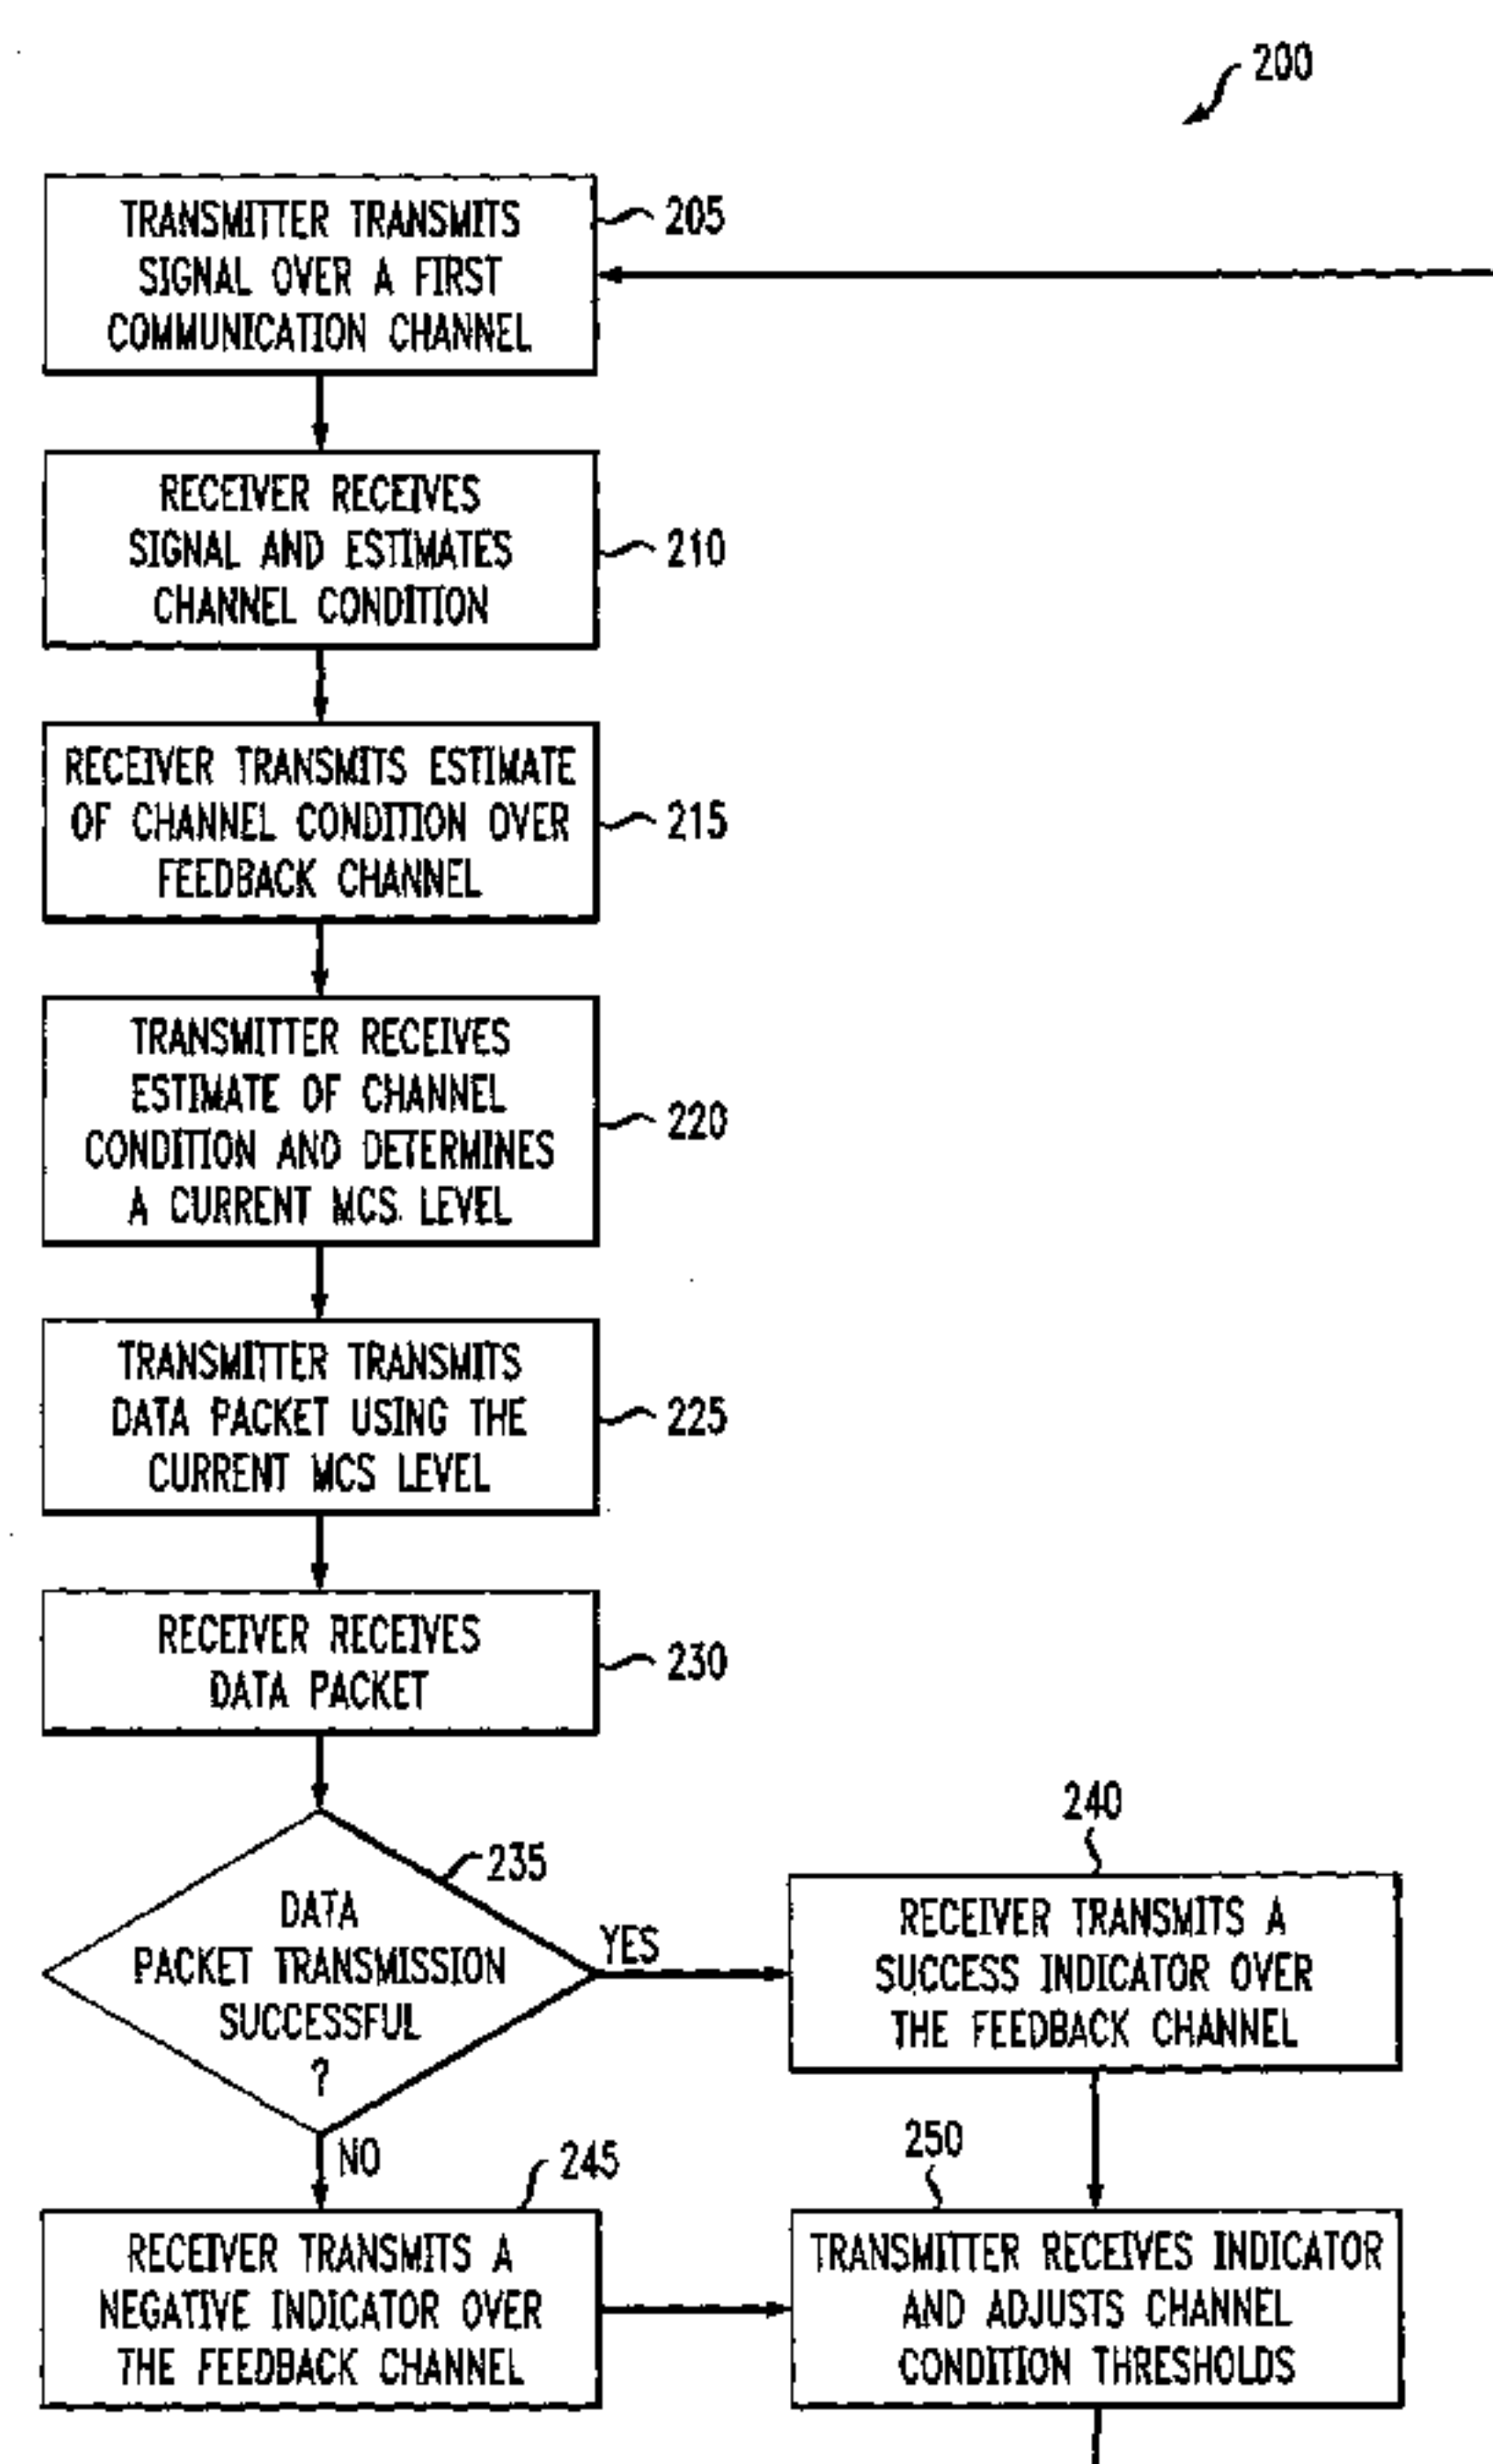 200
TRANSMITTER TRANSMITS
SIGNAL OVER A FIRST
COMMUNICATION CHANNEL
205
RECEIVER RECEIVES
SIGNAL AND ESTIMATES
CHANNEL CONDITION
210
RECEIVER TRANSMITS ESTIMATE
OF CHANNEL CONDITION OVER
FEEDBACK CHANNEL
215
TRANSMITTER RECEIVES
ESTIMATE OF CHANNEL
CONDITION AND DETERMINES
A CURRENT MCS. LEVEL
220
TRANSMITTER TRANSMITS
DATA PACKET USING THE
CURRENT MCS LEVEL
225
RECEIVER RECEIVES
DATA PACKET
230
235
DATA
PACKET TRANSMISSION
SUCCESSFUL
?
YES
240
RECEIVER TRANSMITS A
SUCCESS INDICATOR OVER
THE FEEDBACK CHANNEL
NO
245
RECEIVER TRANSMITS A
NEGATIVE INDICATOR OVER
THE FEEDBACK CHANNEL
250
TRANSMITTER RECEIVES INDICATOR
AND ADJUSTS CHANNEL
CONDITION THRESHOLDS